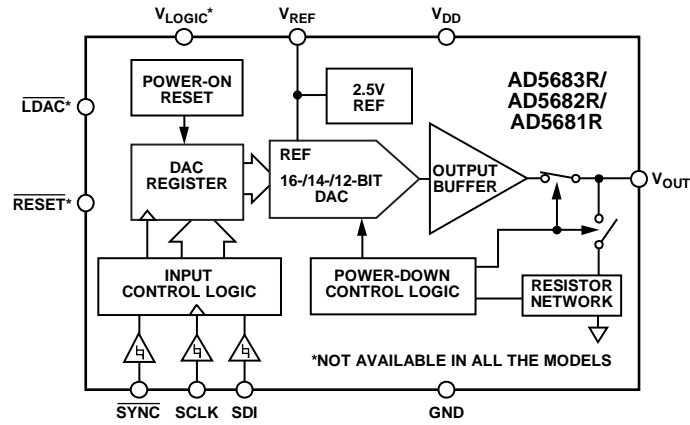 VLOGIC* VREF VDD
POWER-ON
RESET
2.5V
REF
AD5683R/
AD5682R/
AD5681R
LDAC*
DAC
REGISTER
REF
16-/14-/12-BIT
DAC
OUTPUT
BUFFER
VOUT
RESET*
INPUT
CONTROL LOGIC
POWER-DOWN
CONTROL LOGIC
RESISTOR
NETWORK
*NOT AVAILABLE IN ALL THE MODELS
SYNC SCLK SDI GND